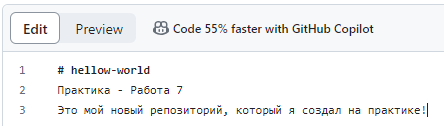 Edit Preview Code 55% faster with GitHub Copilot
1 # hellow-world
2 Практика - Работа 7
3 Это мой новый репозиторий, который я создал на практике!